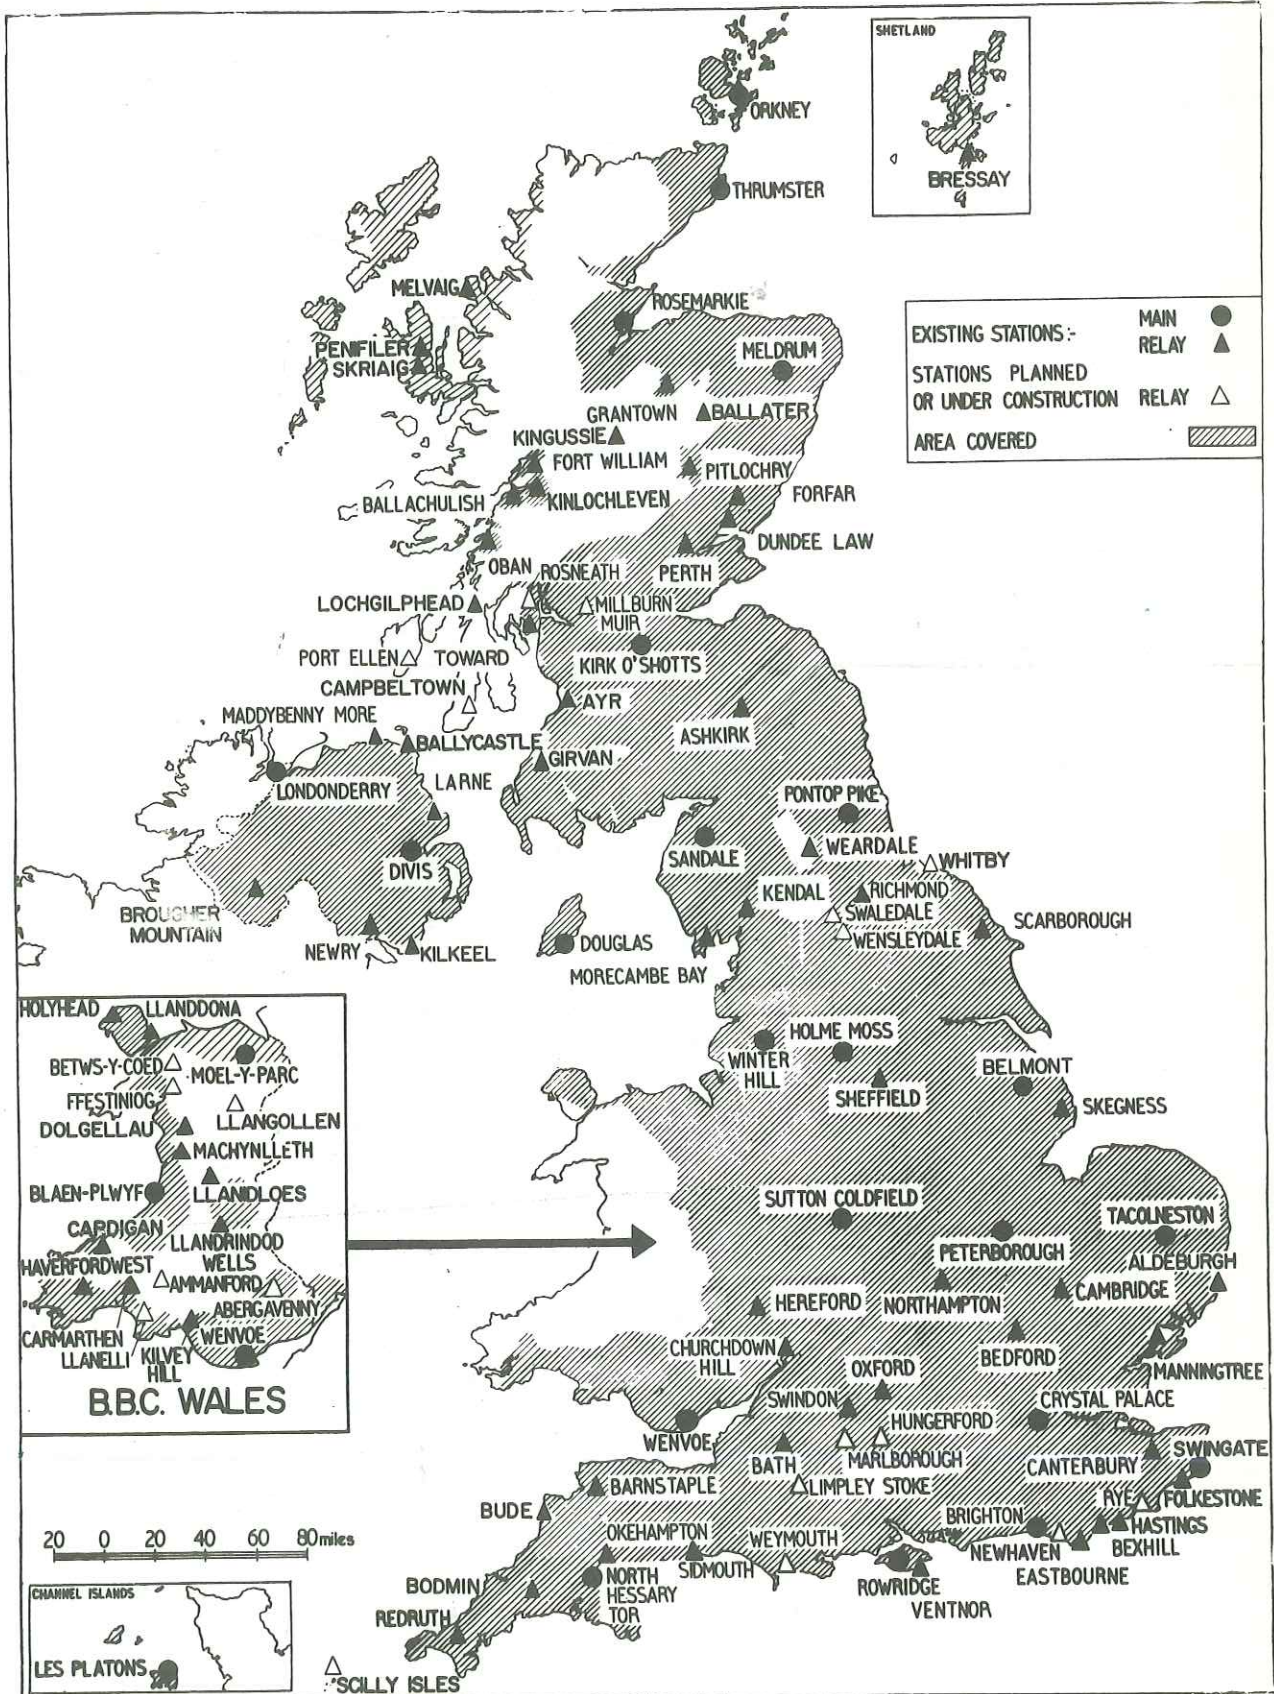 SHETLAND
BRESSAY
ORKNEY
THRUMSTER
MELVAIG
ROSEMARKIE
PENIFILER
SKRIAIG
MELDRUM
EXISTING STATIONS:-
MAIN
RELAY
STATIONS PLANNED
OR UNDER CONSTRUCTION RELAY
AREA COVERED
GRANTOWN
BALLATER
KINGUSSIE
FORT WILLIAM
PITLOCHRY
BALLACHULISH
KINLOCHLEVEN
FORFAR
DUNDEE LAW
OBAN
ROSNEATH
PERTH
LOCHGILPHEAD
MILLBURN
MUIR
PORT ELLEN
TOWARD
KIRK O'SHOTTS
CAMPBELTOWN
AYR
MADDYBENNY MORE
ASHKIRK
BALLYCASTLE
GIRVAN
LONDONDERRY
LARNE
PONTOP PIKE
SANDALE
WEARDALE
WHITBY
DIVIS
KENDAL
RICHMOND
SWALEDALE
WENSLEYDALE
SCARBOROUGH
BROUGHER
MOUNTAIN
NEWRY
KILKEEL
DOUGLAS
MORECAMBE BAY
HOLYHEAD
LLANDDONA
BETWS-Y-COED
MOEL-Y-PARC
FFESTINIOG
LLANGOLLEN
DOLGELLAU
MACHYNLLETH
BLAEN-PLWYF
LLANIDLOES
CARDIGAN
LLANDRINDOD
WELLS
HAVERFORDWEST
AMMANFORD
ABERGAVENNY
CARMARTHEN
LLANELLI
KILVEY
HILL
WENVOE
B.B.C. WALES
WINTER
HILL
HOLME MOSS
SHEFFIELD
BELMONT
SKEGNESS
SUTTON COLDFIELD
PETERBOROUGH
TACOLNESTON
ALDEBURGH
HEREFORD
NORTHAMPTON
CAMBRIDGE
CHURCHDOWN
HILL
BEDFORD
MANNINGTREE
OXFORD
SWINDON
CRYSTAL PALACE
HUNGERFORD
WENVOE
BATH
MARLBOROUGH
CANTERBURY
SWINGATE
BARNSTAPLE
LIMPLEY STOKE
RYE
FOLKESTONE
BUDE
OKEHAMPTON
WEYMOUTH
BRIGHTON
HASTINGS
NEWHAVEN
BEXHILL
SIDMOUTH
EASTBOURNE
BODMIN
NORTH
HESSARY
TOR
ROWRIDGE
VENTNOR
REDRUTH
SCILLY ISLES
20 0 20 40 60 80 miles
CHANNEL ISLANDS
LES PLATONS